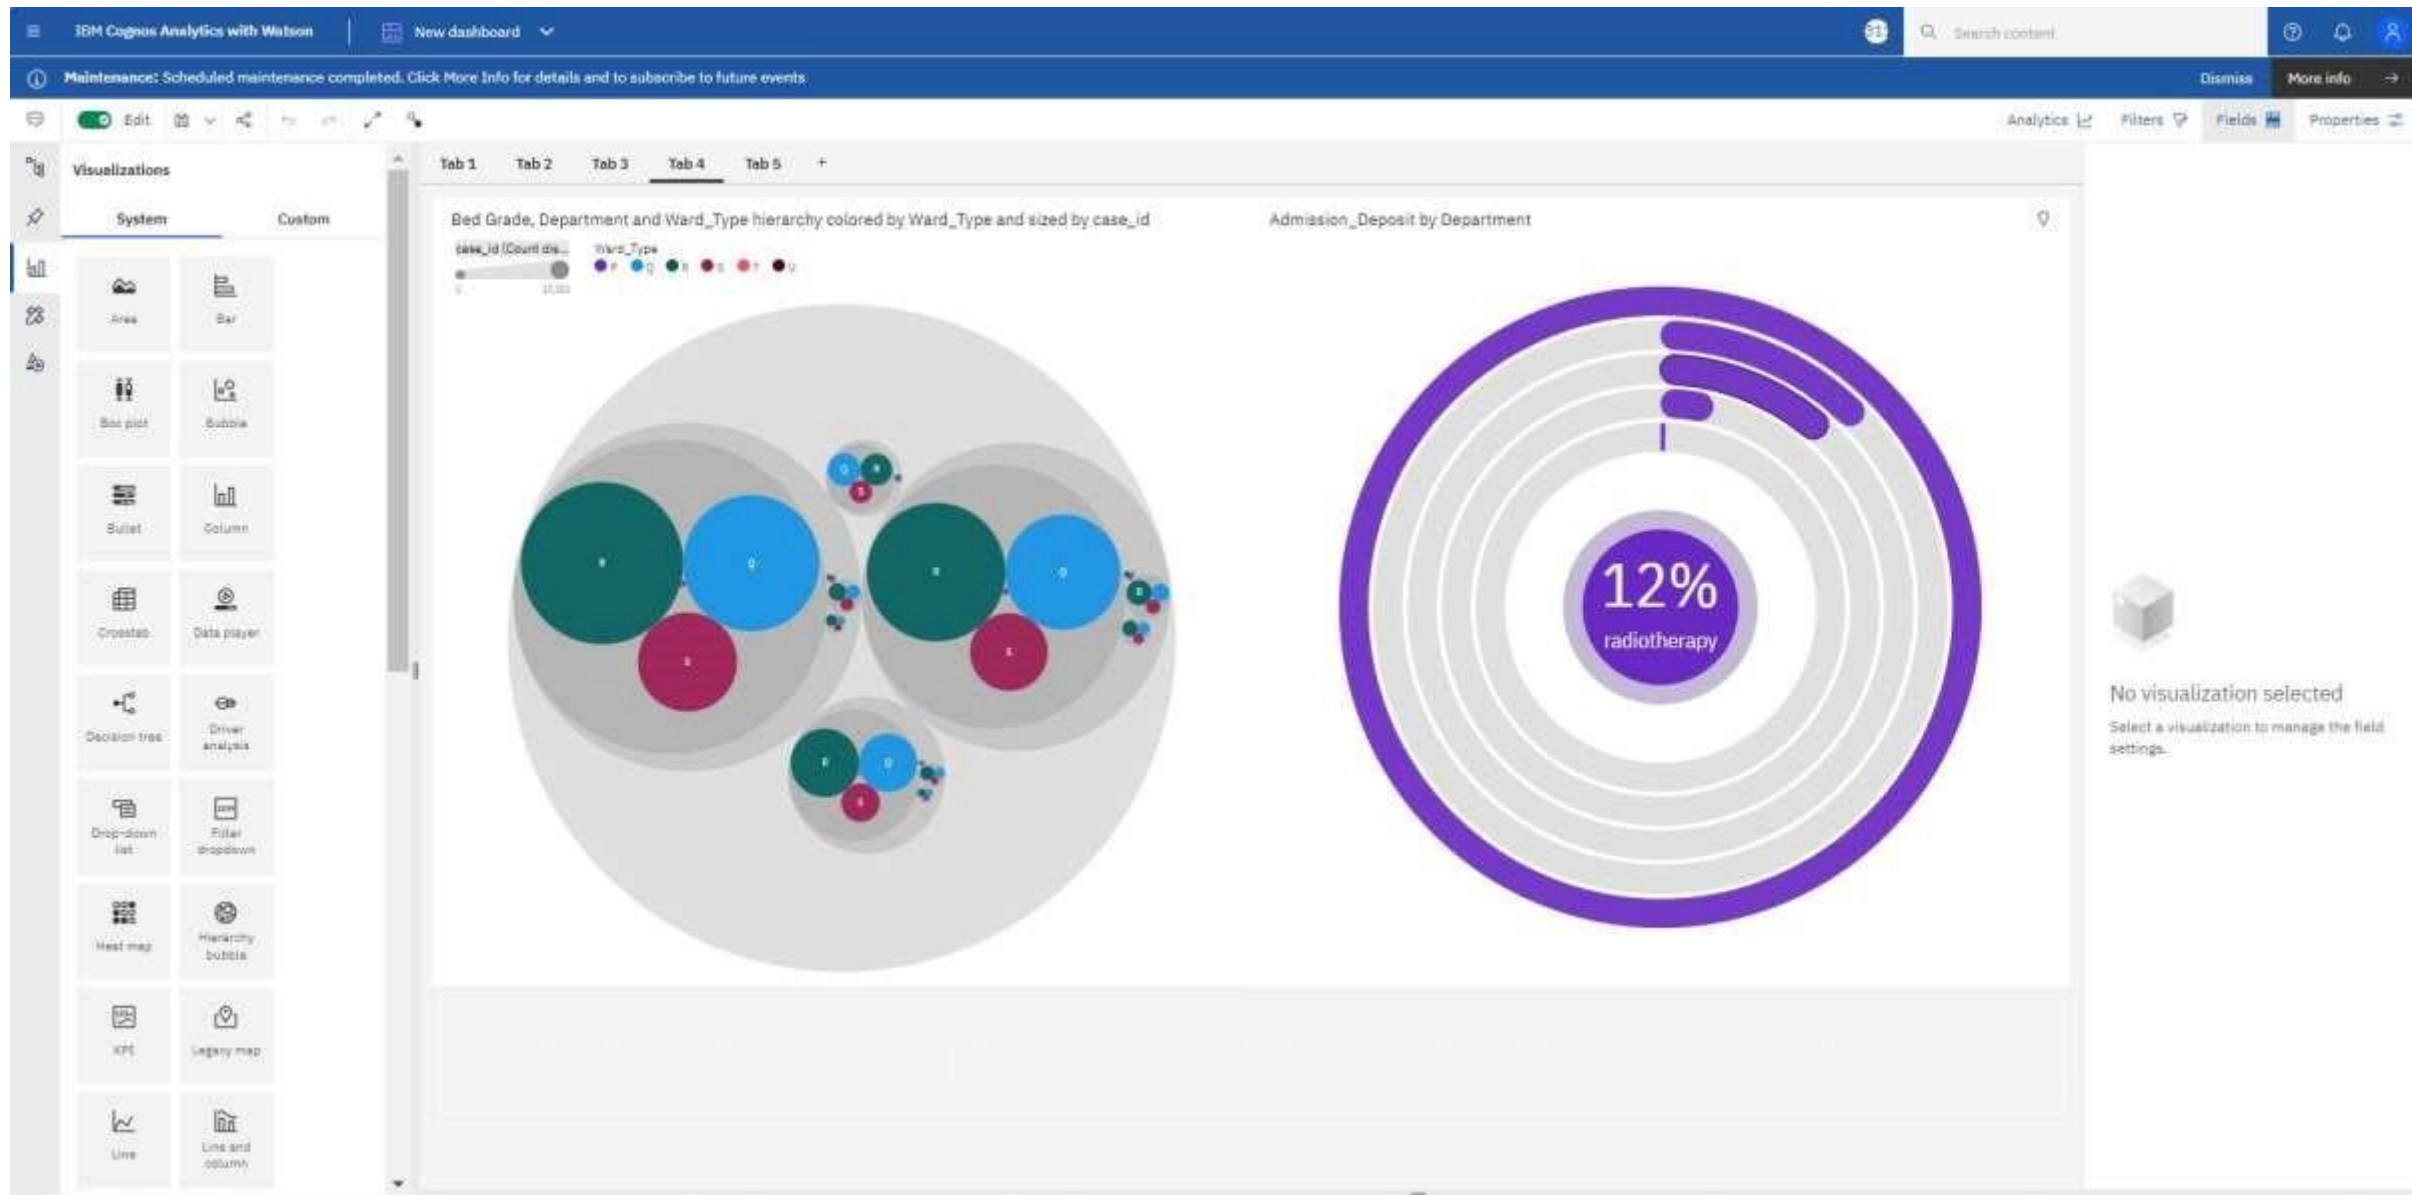 IBM Cognos Analytics with Watson
New dashboard
Search content
Maintenance: Scheduled maintenance completed. Click More Info for details and to subscribe to future events
Dismiss
More info
Edit
Analytics
Filters
Fields
Properties
Visualizations
System
Custom
Area
Bar
Box plot
Bubble
Bullet
Column
Crosstab
Data player
Decision tree
Driver
analysis
Drop-down
list
Filter
dropdown
Heat map
Hierarchy
bubble
KPI
Legacy map
Line
Line and
column
Tab 1
Tab 2
Tab 3
Tab 4
Tab 5
Bed Grade, Department and Ward_Type hierarchy colored by Ward_Type and sized by case_id
case_id (Count dis...
Ward_Type
P Q R S T U
R
Q
S
Q
R
S
R
Q
S
R
R
Q
S
Admission_Deposit by Department
12%
radiotherapy
No visualization selected
Select a visualization to manage the field
settings.